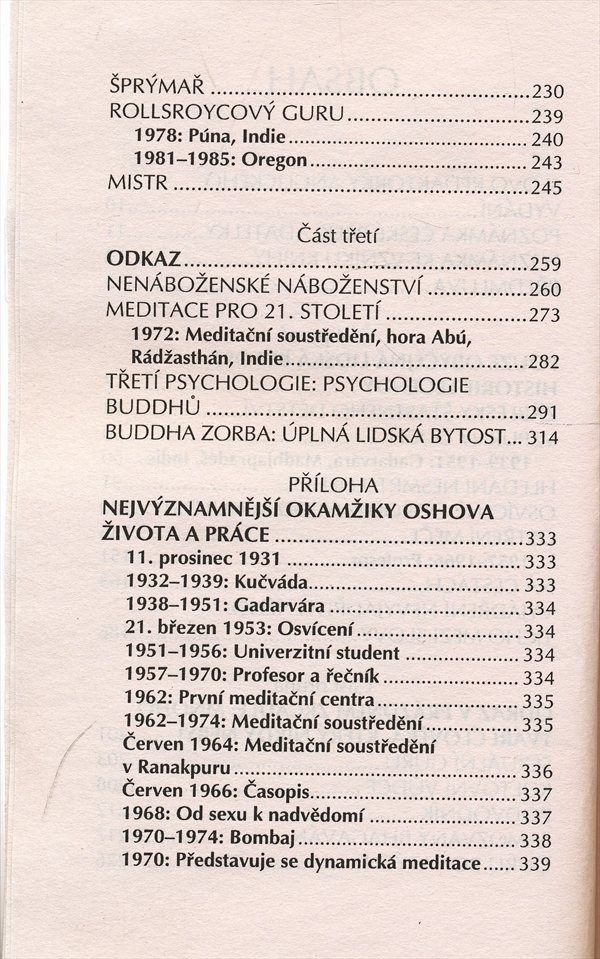 ŠPRÝMAŘ ..................................................... 230
ROLLSROYCOVÝ GURU ................................ 239
1978: Púna, Indie ............................................ 240
1981–1985: Oregon ........................................ 243
MISTR ............................................................. 245
Část třetí
ODKAZ ........................................................... 259
NENÁBOŽENSKÉ NÁBOŽENSTVÍ .................... 260
MEDITACE PRO 21. STOLETÍ .......................... 273
1972: Meditační soustředění, hora Abú,
Rádžasthán, Indie ............................................ 282
TŘETÍ PSYCHOLOGIE: PSYCHOLOGIE
BUDDHŮ ........................................................ 291
BUDDHA ZORBA: ÚPLNÁ LIDSKÁ BYTOST ... 314
PŘÍLOHA
NEJVÝZNAMNĚJŠÍ OKAMŽIKY OSHOVA
ŽIVOTA A PRÁCE ............................................ 333
11. prosinec 1931 ............................................ 333
1932–1939: Kučváda ........................................ 333
1938–1951: Gadarvára .................................... 334
21. březen 1953: Osvícení ............................... 334
1951–1956: Univerzitní student ...................... 334
1957–1970: Profesor a řečník .......................... 334
1962: První meditační centra .......................... 335
1962–1974: Meditační soustředění .................. 335
Červen 1964: Meditační soustředění
v Ranakpuru .................................................... 336
Červen 1966: Časopis ...................................... 337
1968: Od sexu k nadvědomí ............................ 337
1970–1974: Bombaj ......................................... 338
1970: Představuje se dynamická meditace ...... 339